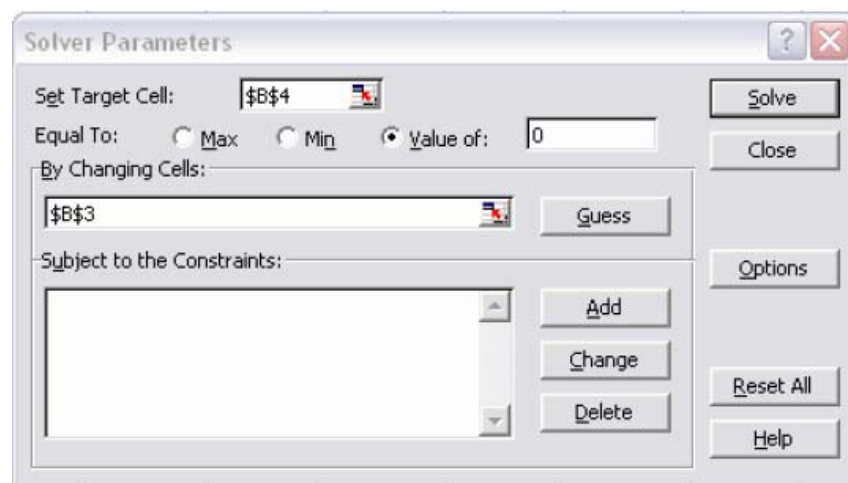 Solver Parameters
?
Set Target Cell: $B$4
Solve
Equal To: Max Min Value of: 0
Close
By Changing Cells:
$B$3
Guess
Subject to the Constraints:
Options
Add
Change
Reset All
Delete
Help